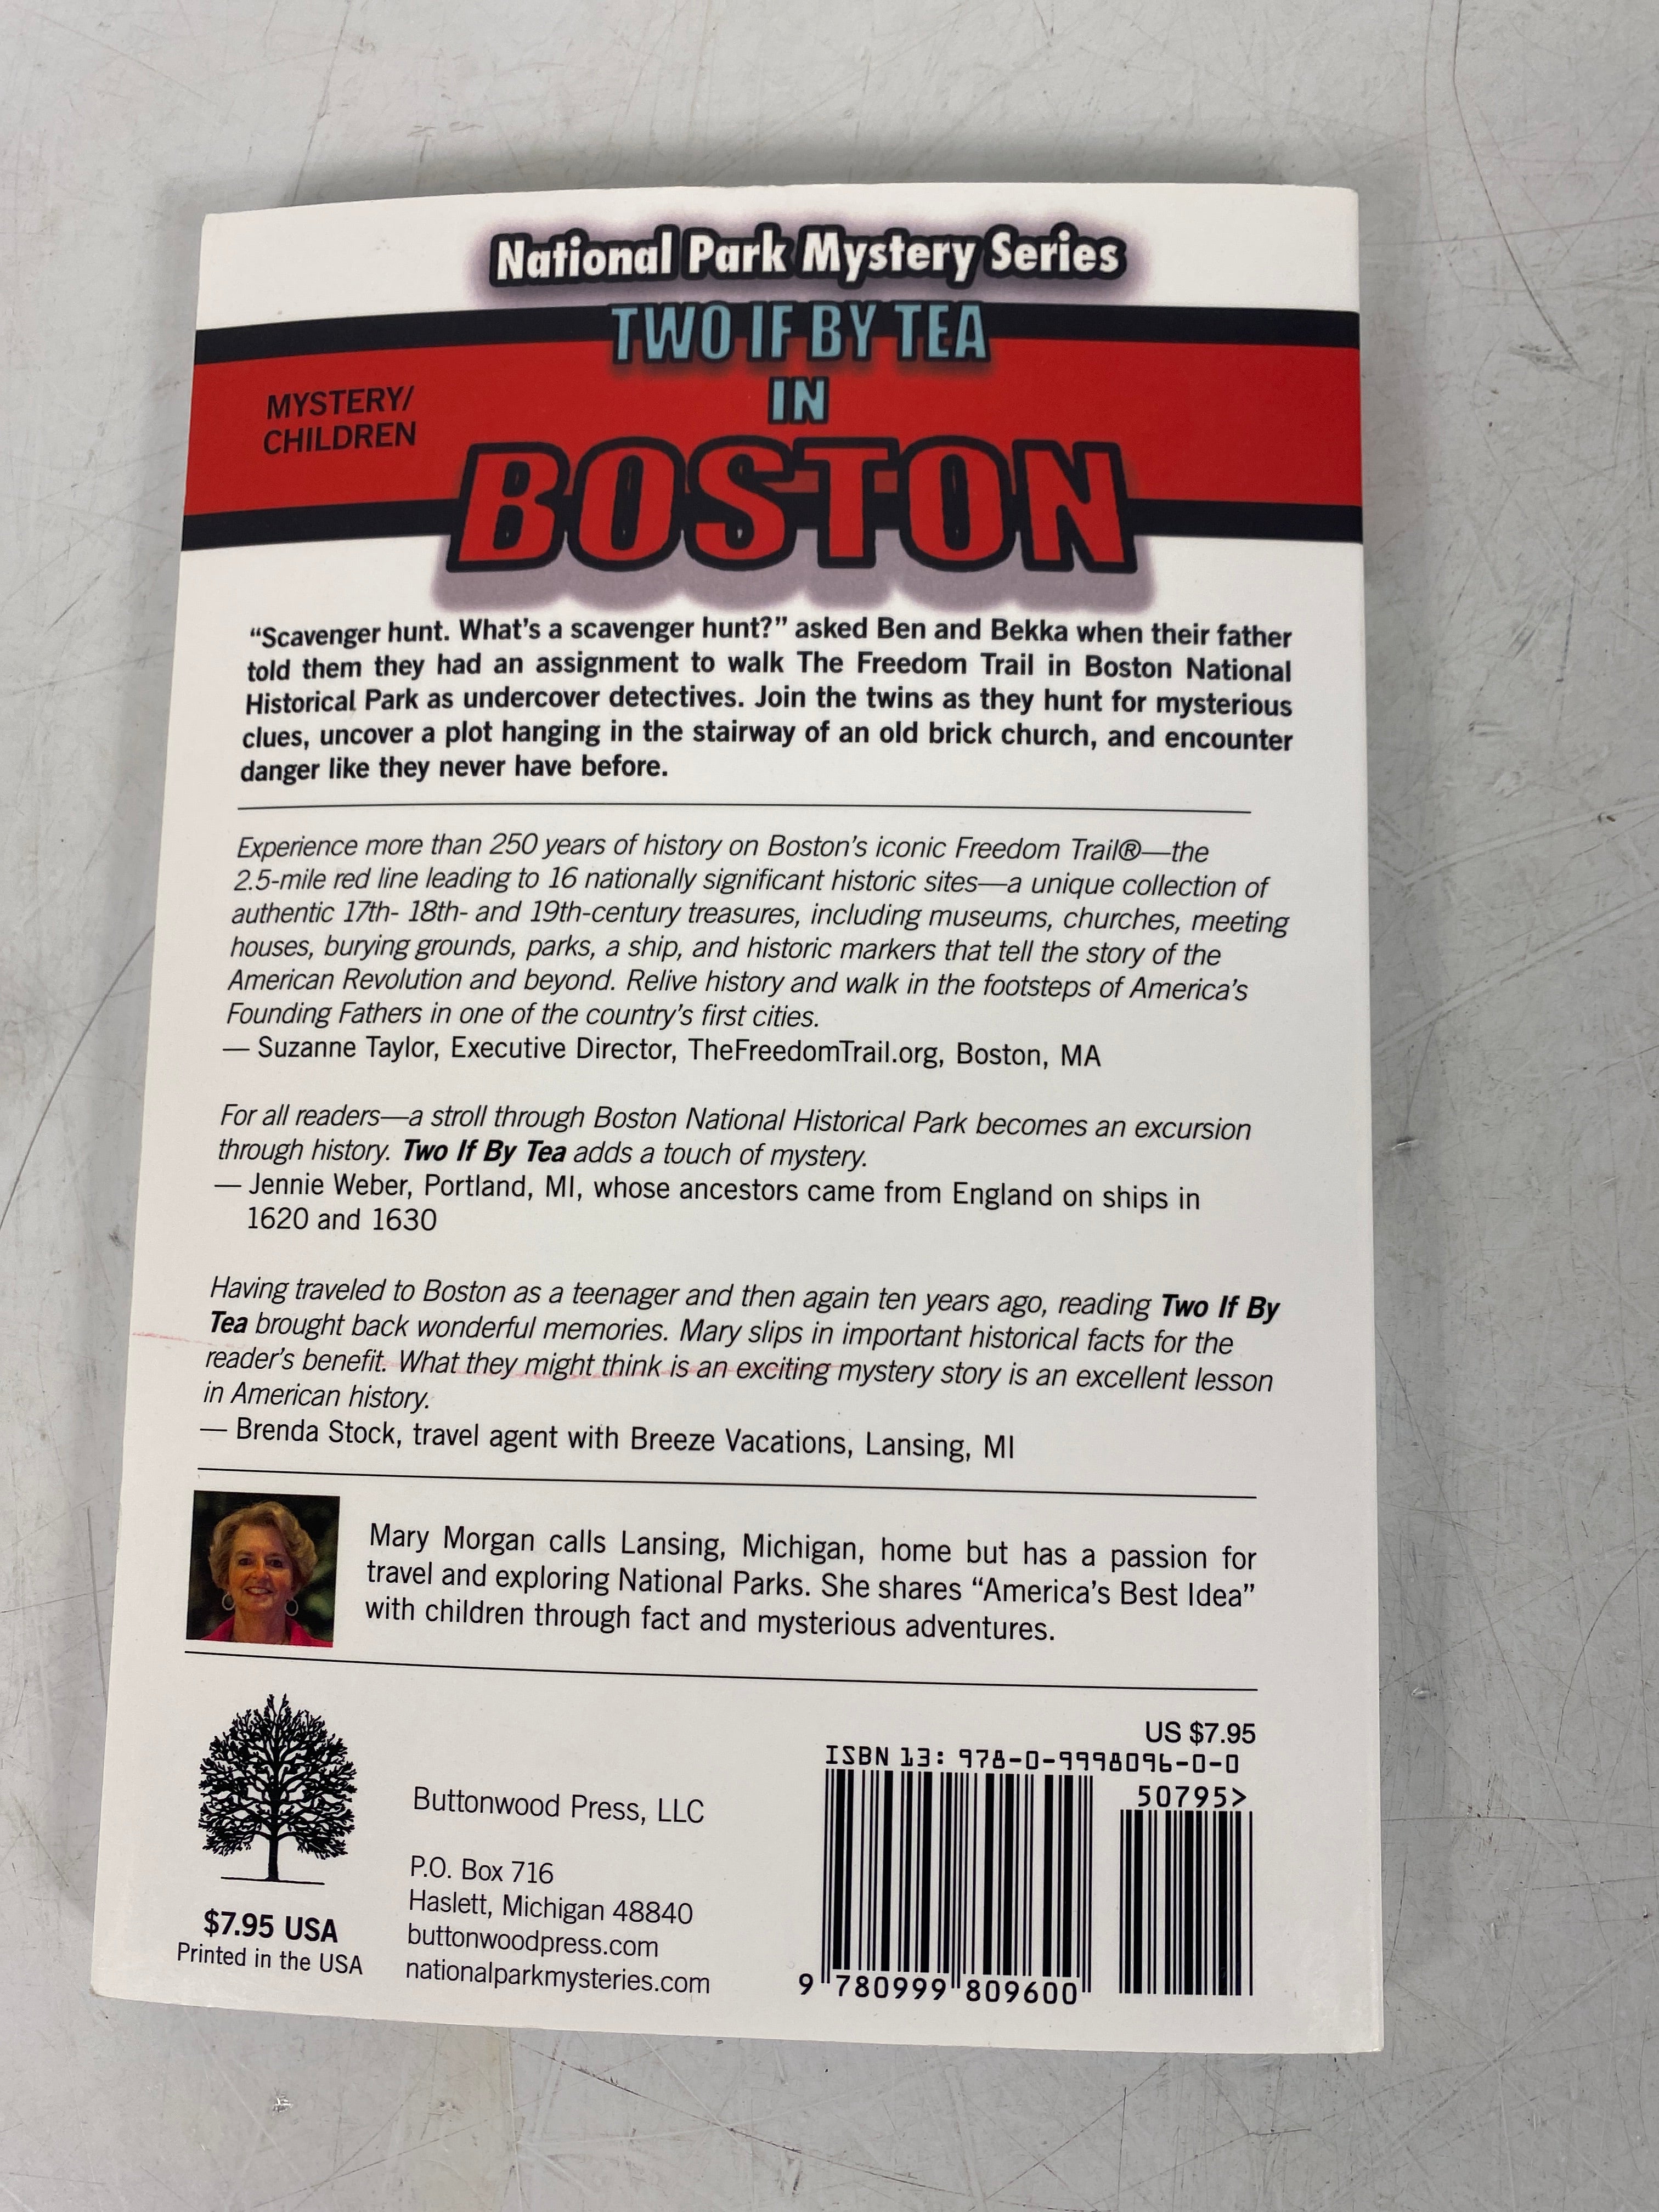 National Park Mystery Series
TWO IF BY TEA
IN
BOSTON
MYSTERY/
CHILDREN
“Scavenger hunt. What’s a scavenger hunt?” asked Ben and Bekka when their father
told them they had an assignment to walk The Freedom Trail in Boston National
Historical Park as undercover detectives. Join the twins as they hunt for mysterious
clues, uncover a plot hanging in the stairway of an old brick church, and encounter
danger like they never have before.
Experience more than 250 years of history on Boston’s iconic Freedom Trail®—the
2.5-mile red line leading to 16 nationally significant historic sites—a unique collection of
authentic 17th- 18th- and 19th-century treasures, including museums, churches, meeting
houses, burying grounds, parks, a ship, and historic markers that tell the story of the
American Revolution and beyond. Relive history and walk in the footsteps of America’s
Founding Fathers in one of the country’s first cities.
— Suzanne Taylor, Executive Director, TheFreedomTrail.org, Boston, MA
For all readers—a stroll through Boston National Historical Park becomes an excursion
through history. Two If By Tea adds a touch of mystery.
— Jennie Weber, Portland, MI, whose ancestors came from England on ships in
1620 and 1630
Having traveled to Boston as a teenager and then again ten years ago, reading Two If By
Tea brought back wonderful memories. Mary slips in important historical facts for the
reader’s benefit. What they might think is an exciting mystery story is an excellent lesson
in American history.
— Brenda Stock, travel agent with Breeze Vacations, Lansing, MI
Mary Morgan calls Lansing, Michigan, home but has a passion for
travel and exploring National Parks. She shares “America’s Best Idea”
with children through fact and mysterious adventures.
$7.95 USA
Printed in the USA
Buttonwood Press, LLC
P.O. Box 716
Haslett, Michigan 48840
buttonwoodpress.com
nationalparkmysteries.com
US $7.95
ISBN 13: 978-0-9998096-0-0
50795>
9 780999 809600